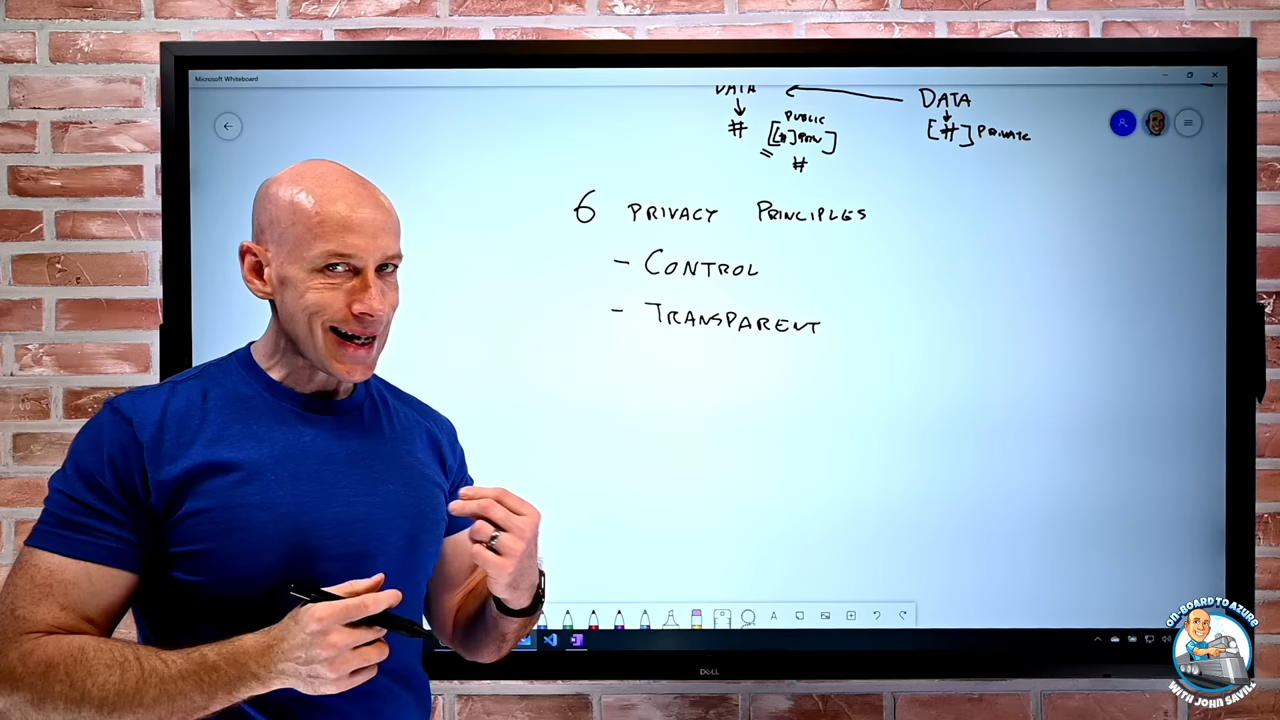 Microsoft Whiteboard
DATA
DATA
#
PUBLIC
[[#]PRIV]
[#] PRIVATE
#
6 PRIVACY PRINCIPLES
- CONTROL
- TRANSPARENT
A
DELL
ON-BOARD TO AZURE
WITH JOHN SAVILL